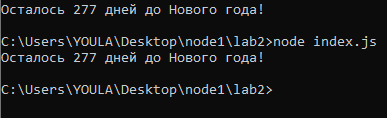 Осталось 277 дней до Нового года!
C:\Users\YOULA\Desktop\node1\lab2>node index.js
Осталось 277 дней до Нового года!
C:\Users\YOULA\Desktop\node1\lab2>